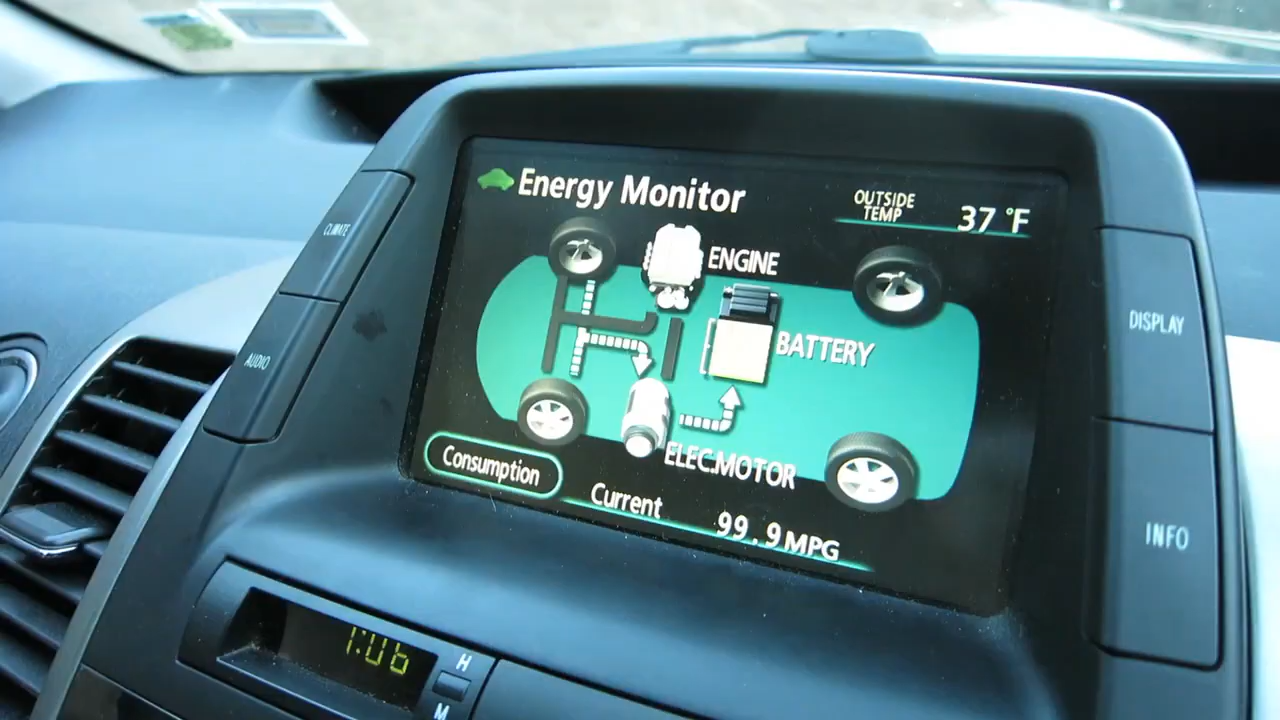 Energy Monitor
OUTSIDE
TEMP
37 °F
ENGINE
BATTERY
ELEC.MOTOR
Consumption
Current
99.9 MPG
CLIMATE
AUDIO
DISPLAY
INFO
1:06
H
M